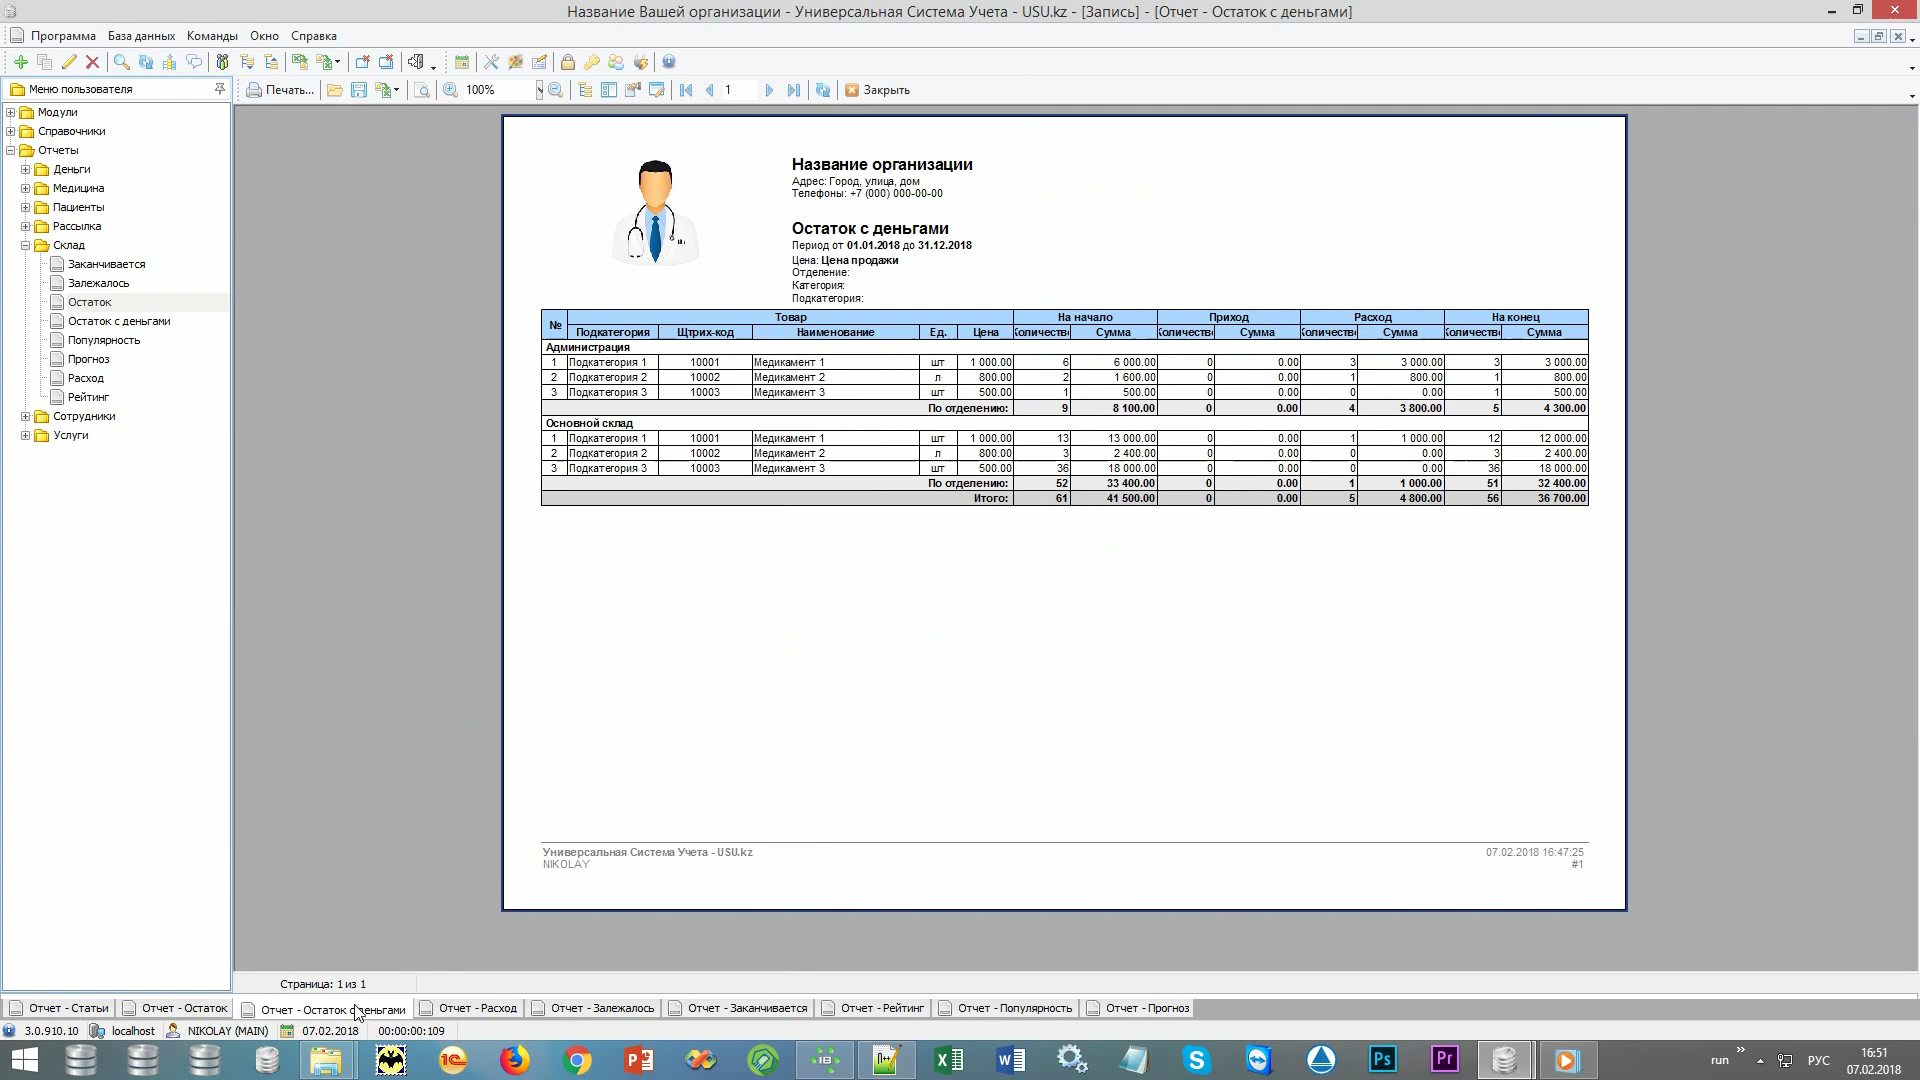 Название Вашей организации - Универсальная Система Учета - USU.kz - [Запись] - [Отчет - Остаток с деньгами]
Программа База данных Команды Окно Справка
Меню пользователя
Печать... 100% 1 Закрыть
Модули
Справочники
Отчеты
Деньги
Медицина
Пациенты
Рассылка
Склад
Заканчивается
Залежалось
Остаток
Остаток с деньгами
Популярность
Прогноз
Расход
Рейтинг
Сотрудники
Услуги
Название организации
Адрес: Город, улица, дом
Телефоны: +7 (000) 000-00-00
Остаток с деньгами
Период от 01.01.2018 до 31.12.2018
Цена: Цена продажи
Отделение:
Категория:
Подкатегория:
№ Товар На начало Приход Расход На конец
Подкатегория Щтрих-код Наименование Ед. Цена Количество Сумма Количество Сумма Количество Сумма Количество Сумма
Администрация
1 Подкатегория 1 10001 Медикамент 1 шт 1 000.00 6 6 000.00 0 0.00 3 3 000.00 3 3 000.00
2 Подкатегория 2 10002 Медикамент 2 л 800.00 2 1 600.00 0 0.00 1 800.00 1 800.00
3 Подкатегория 3 10003 Медикамент 3 шт 500.00 1 500.00 0 0.00 0 0.00 1 500.00
По отделению: 9 8 100.00 0 0.00 4 3 800.00 5 4 300.00
Основной склад
1 Подкатегория 1 10001 Медикамент 1 шт 1 000.00 13 13 000.00 0 0.00 1 1 000.00 12 12 000.00
2 Подкатегория 2 10002 Медикамент 2 л 800.00 3 2 400.00 0 0.00 0 0.00 3 2 400.00
3 Подкатегория 3 10003 Медикамент 3 шт 500.00 36 18 000.00 0 0.00 0 0.00 36 18 000.00
По отделению: 52 33 400.00 0 0.00 1 1 000.00 51 32 400.00
Итого: 61 41 500.00 0 0.00 5 4 800.00 56 36 700.00
Универсальная Система Учета - USU.kz 07.02.2018 16:47:25
NIKOLAY #1
Страница: 1 из 1
Отчет - Статьи Отчет - Остаток Отчет - Остаток с деньгами Отчет - Расход Отчет - Залежалось Отчет - Заканчивается Отчет - Рейтинг Отчет - Популярность Отчет - Прогноз
3.0.910.10 localhost NIKOLAY (MAIN) 07.02.2018 00:00:00:109
run РУС 16:51
07.02.2018